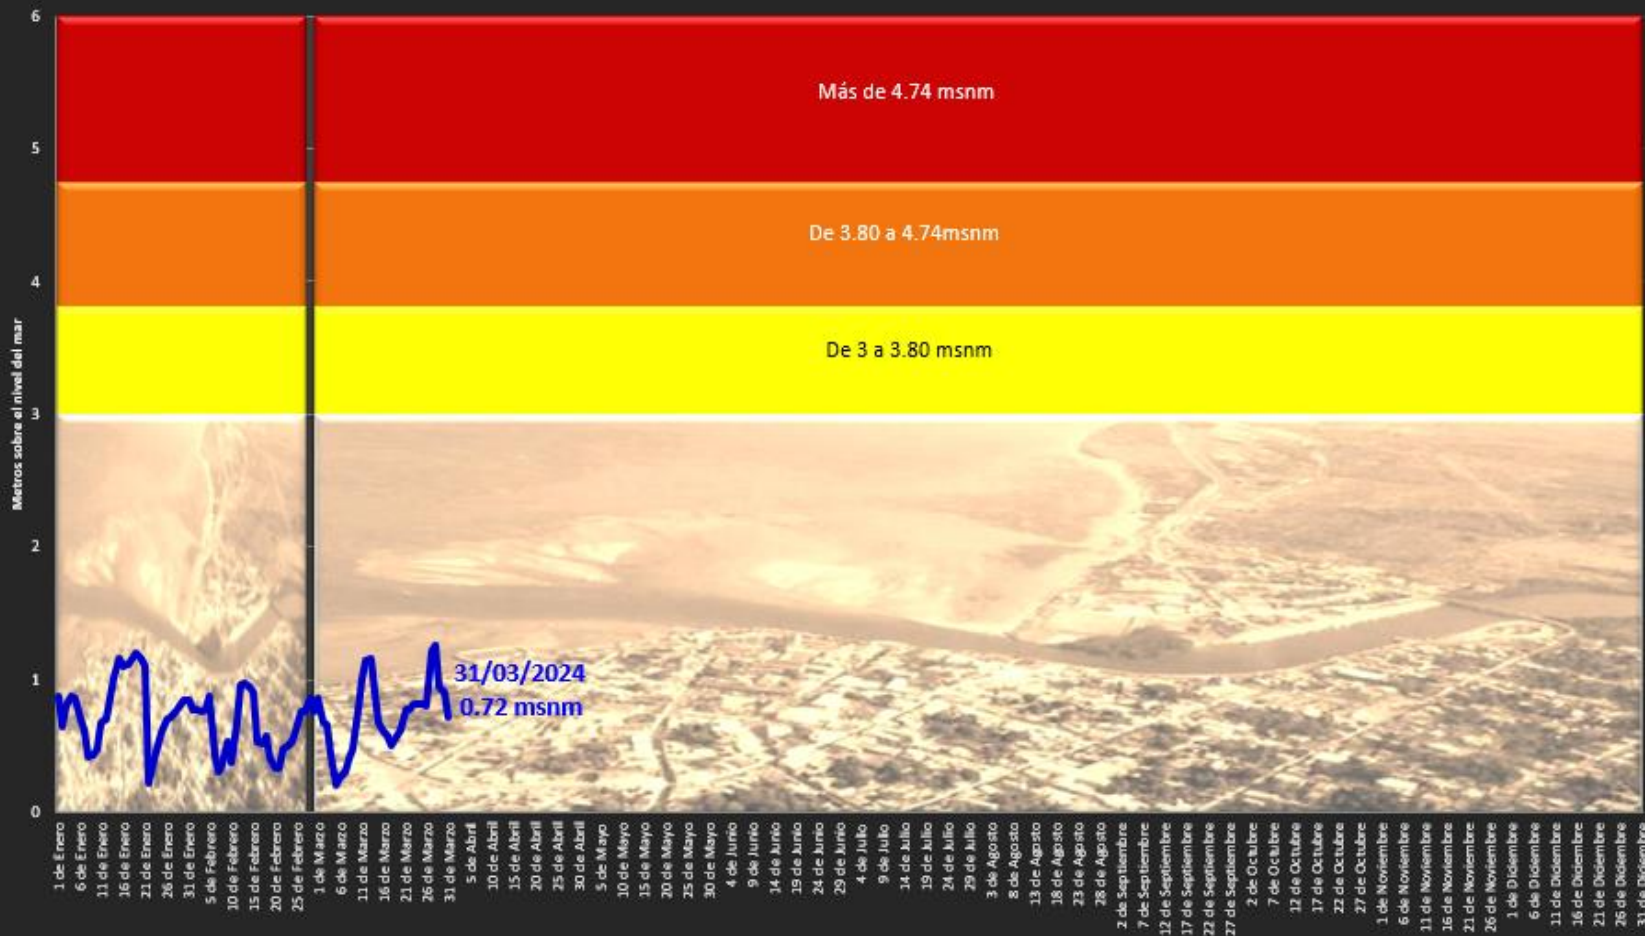 Metros sobre el nivel del mar
6
5
4
3
2
1
0
Más de 4.74 msnm
De 3.80 a 4.74msnm
De 3 a 3.80 msnm
31/03/2024
0.72 msnm
1 de Enero
6 de Enero
11 de Enero
16 de Enero
21 de Enero
26 de Enero
31 de Enero
5 de Febrero
10 de Febrero
15 de Febrero
20 de Febrero
25 de Febrero
1 de Marzo
6 de Marzo
11 de Marzo
16 de Marzo
21 de Marzo
26 de Marzo
31 de Marzo
5 de Abril
10 de Abril
15 de Abril
20 de Abril
25 de Abril
30 de Abril
5 de Mayo
10 de Mayo
15 de Mayo
20 de Mayo
25 de Mayo
30 de Mayo
4 de Junio
9 de Junio
14 de Junio
19 de Junio
24 de Junio
29 de Junio
4 de Julio
9 de Julio
14 de Julio
19 de Julio
24 de Julio
29 de Julio
3 de Agosto
8 de Agosto
13 de Agosto
18 de Agosto
23 de Agosto
28 de Agosto
2 de Septiembre
7 de Septiembre
12 de Septiembre
17 de Septiembre
22 de Septiembre
27 de Septiembre
2 de Octubre
7 de Octubre
12 de Octubre
17 de Octubre
22 de Octubre
27 de Octubre
1 de Noviembre
6 de Noviembre
11 de Noviembre
16 de Noviembre
21 de Noviembre
26 de Noviembre
1 de Diciembre
6 de Diciembre
11 de Diciembre
16 de Diciembre
21 de Diciembre
26 de Diciembre